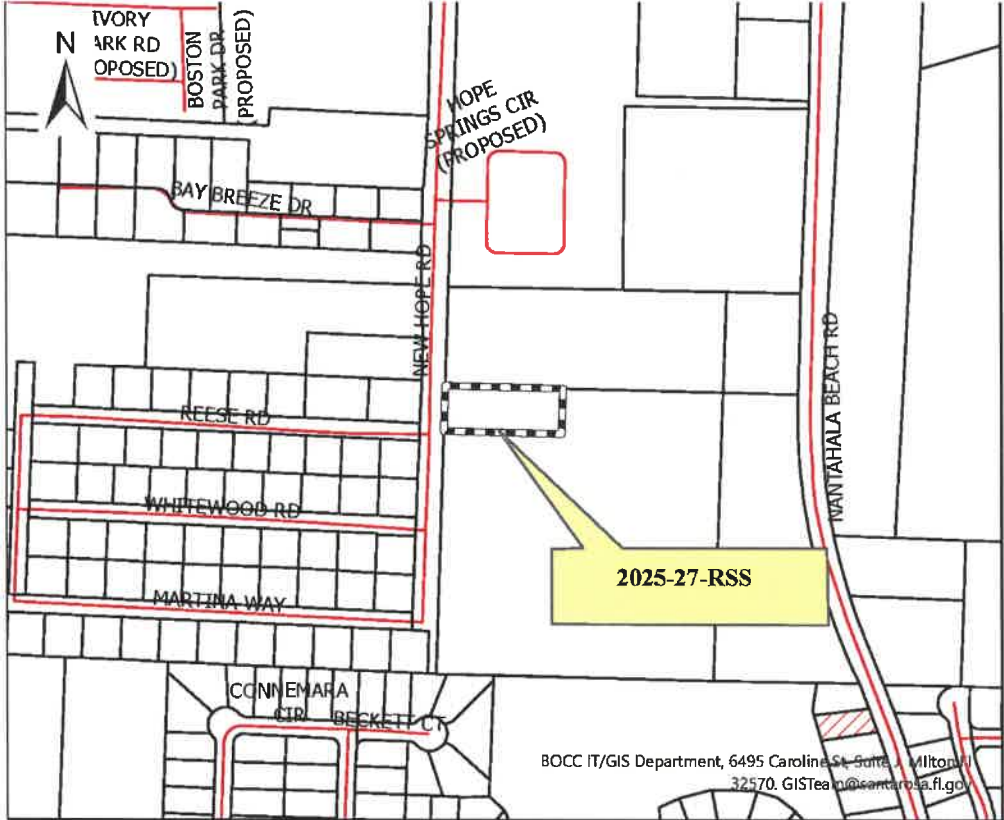 IVORY
ARK RD
OPOSED)
BOSTON
PARK DR
(PROPOSED)
N
HOPE
SPRINGS CIR
(PROPOSED)
BAY BREEZE DR
NEW HOPE RD
NANTAHALA BEACH RD
REESE RD
WHITEWOOD RD
2025-27-RSS
MARTINA WAY
CONNEMARA
CIR
BECKETT CT
BOCC IT/GIS Department, 6495 Caroline St, Suite J, Milton Fl
32570. GISTeam@santarosa.fl.gov